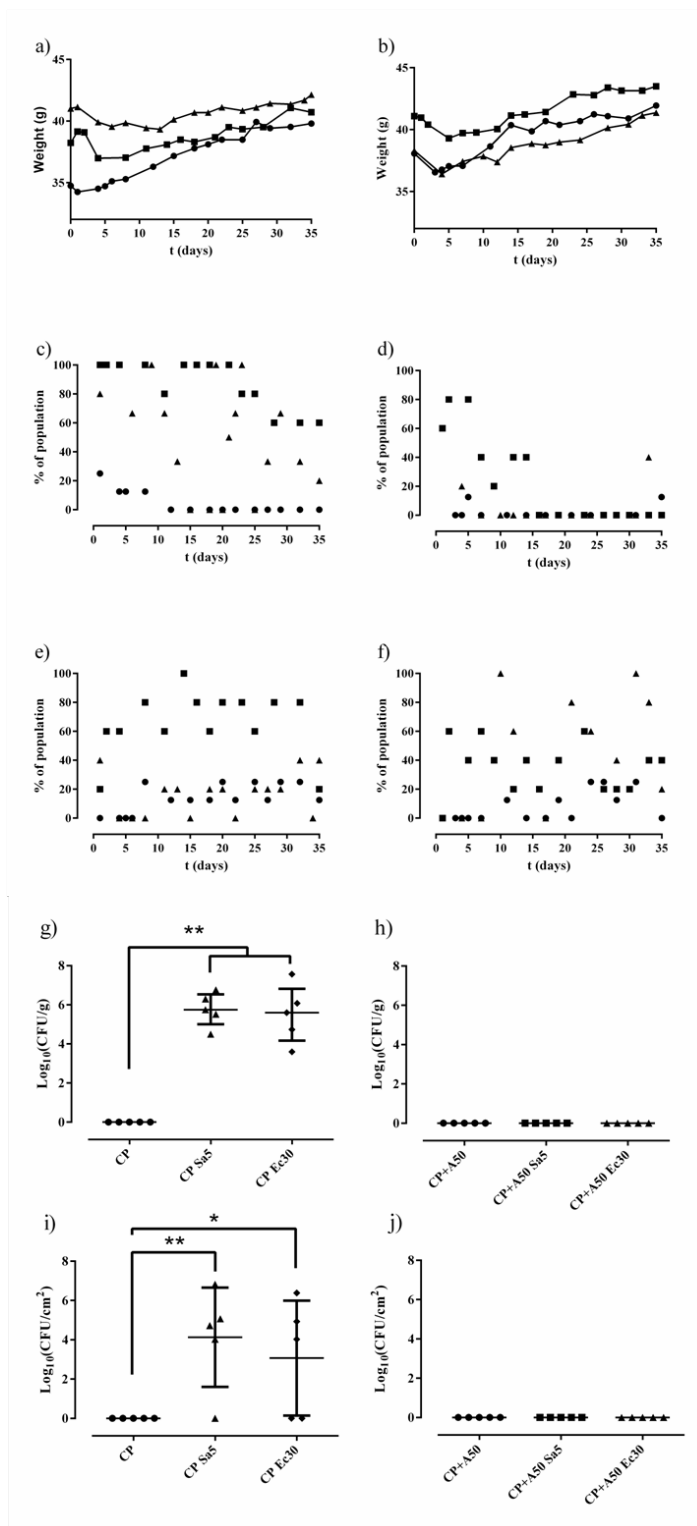 a)
b)
45
40
35
Weight (g)
0 5 10 15 20 25 30 35
t (days)
45
40
35
Weight (g)
0 5 10 15 20 25 30 35
t (days)
c)
d)
100
80
60
40
20
0
% of population
0 5 10 15 20 25 30 35
t (days)
100
80
60
40
20
0
% of population
0 5 10 15 20 25 30 35
t (days)
e)
f)
100
80
60
40
20
0
% of population
0 5 10 15 20 25 30 35
t (days)
100
80
60
40
20
0
% of population
0 5 10 15 20 25 30 35
t (days)
g)
h)
**
8
6
4
2
0
Log10(CFU/g)
CP
CP Sa5
CP Ec30
8
6
4
2
0
Log10(CFU/g)
CP+A50
CP+A50 Sa5
CP+A50 Ec30
i)
j)
*
**
8
6
4
2
0
Log10(CFU/cm²)
CP
CP Sa5
CP Ec30
8
6
4
2
0
Log10(CFU/cm²)
CP+A50
CP+A50 Sa5
CP+A50 Ec30